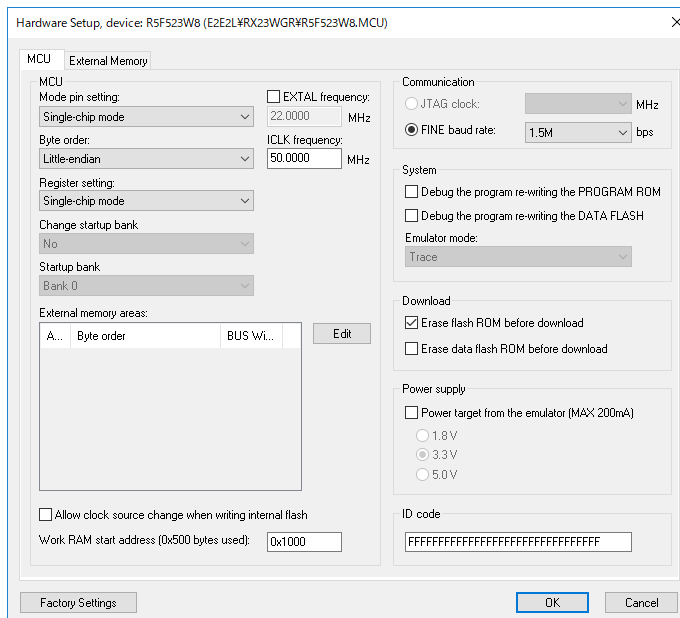 Hardware Setup, device: R5F523W8 (E2E2L¥RX23WGR¥R5F523W8.MCU)
MCU
External Memory
MCU
Mode pin setting:
Single-chip mode
EXTAL frequency:
22.0000 MHz
Byte order:
Little-endian
ICLK frequency:
50.0000 MHz
Register setting:
Single-chip mode
Change startup bank
No
Startup bank
Bank 0
External memory areas:
A... Byte order BUS Wi...
Edit
Allow clock source change when writing internal flash
Work RAM start address (0x500 bytes used): 0x1000
Communication
JTAG clock: MHz
FINE baud rate: 1.5M bps
System
Debug the program re-writing the PROGRAM ROM
Debug the program re-writing the DATA FLASH
Emulator mode:
Trace
Download
Erase flash ROM before download
Erase data flash ROM before download
Power supply
Power target from the emulator (MAX 200mA)
1.8 V
3.3 V
5.0 V
ID code
FFFFFFFFFFFFFFFFFFFFFFFFFFFFFFFF
Factory Settings
OK
Cancel